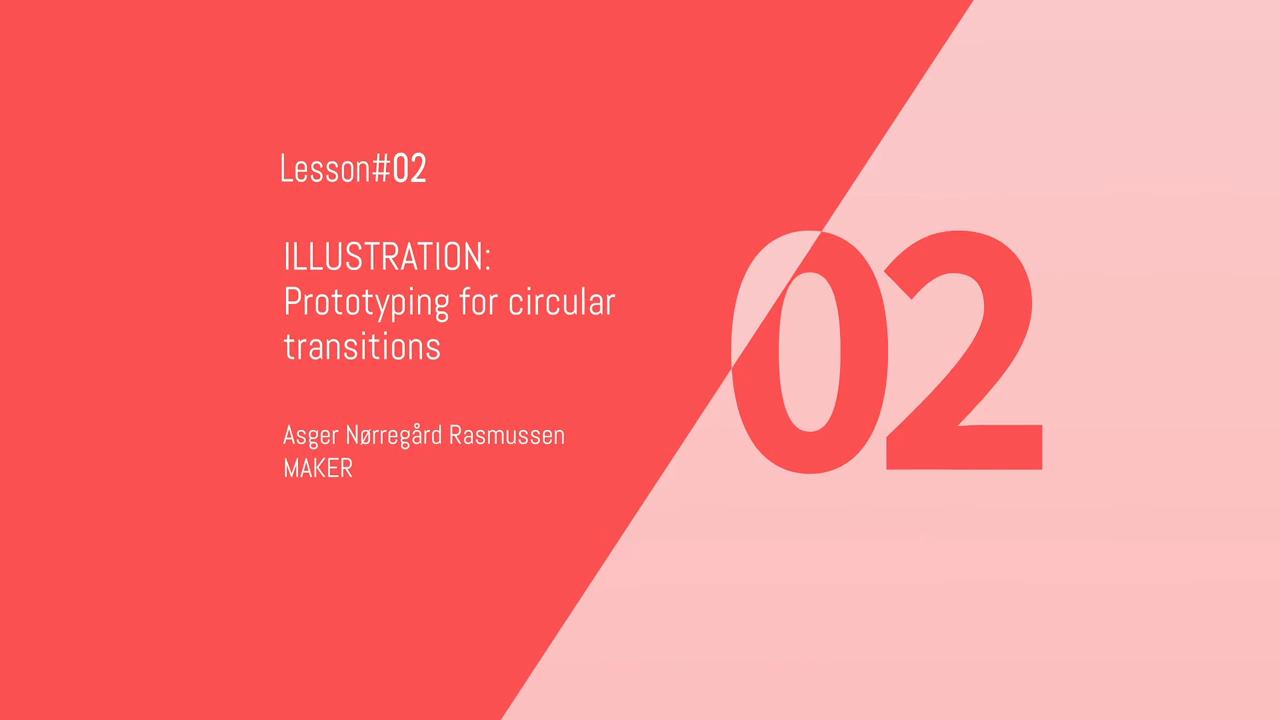 Lesson#02
ILLUSTRATION:
Prototyping for circular
transitions
Asger Nørregård Rasmussen
MAKER
02